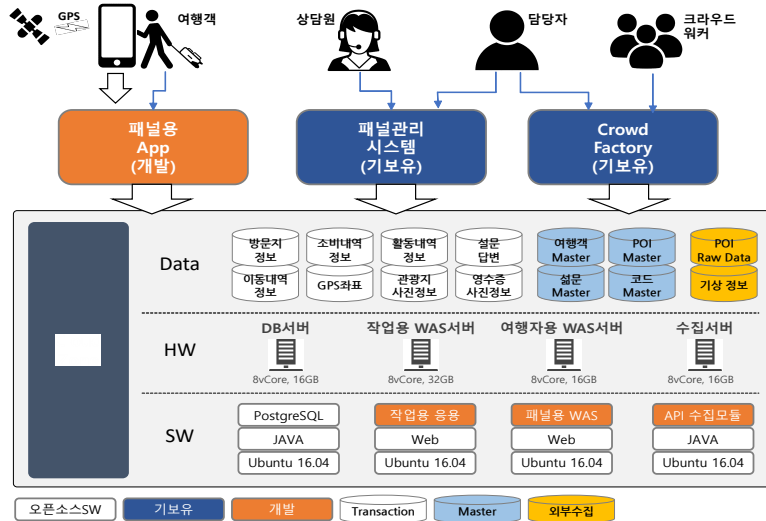 GPS
여행객
상담원
담당자
크라우드
워커
패널용
App
(개발)
패널관리
시스템
(기보유)
Crowd
Factory
(기보유)
Data
방문지
정보
소비내역
정보
활동내역
정보
설문
답변
여행객
Master
POI
Master
POI
Raw Data
이동내역
정보
GPS좌표
관광지
사진정보
영수증
사진정보
설문
Master
코드
Master
기상 정보
HW
DB서버
작업용 WAS서버
여행자용 WAS서버
수집서버
8vCore, 16GB
8vCore, 32GB
8vCore, 16GB
8vCore, 16GB
SW
PostgreSQL
작업용 응용
패널용 WAS
API 수집모듈
JAVA
Web
Web
JAVA
Ubuntu 16.04
Ubuntu 16.04
Ubuntu 16.04
Ubuntu 16.04
오픈소스SW
기보유
개발
Transaction
Master
외부수집